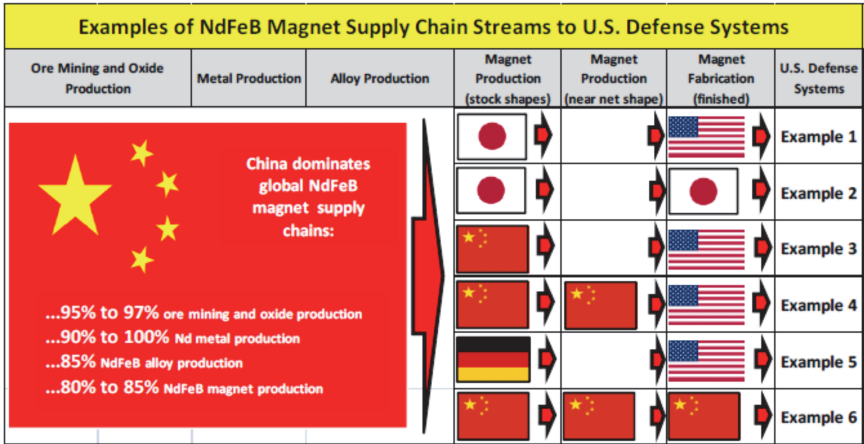 Examples of NdFeB Magnet Supply Chain Streams to U.S. Defense Systems
Ore Mining and Oxide
Production
Metal Production
Alloy Production
Magnet
Production
(stock shapes)
Magnet
Production
(near net shape)
Magnet
Fabrication
(finished)
U.S. Defense
Systems
China dominates
global NdFeB
magnet supply
chains:
...95% to 97% ore mining and oxide production
...90% to 100% Nd metal production
...85% NdFeB alloy production
...80% to 85% NdFeB magnet production
Example 1
Example 2
Example 3
Example 4
Example 5
Example 6